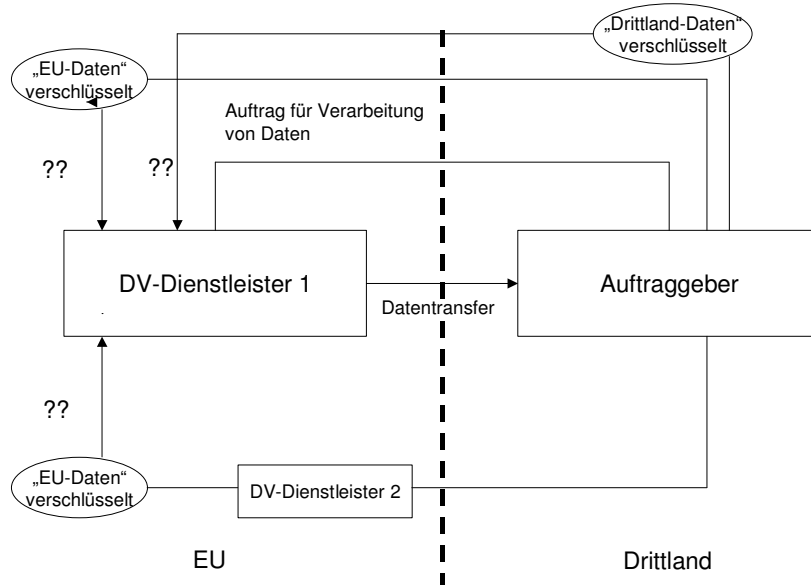 „Drittland-Daten“
verschlüsselt
„EU-Daten“
verschlüsselt
Auftrag für Verarbeitung
von Daten
??
??
DV-Dienstleister 1
Auftraggeber
Datentransfer
??
„EU-Daten“
verschlüsselt
DV-Dienstleister 2
EU
Drittland